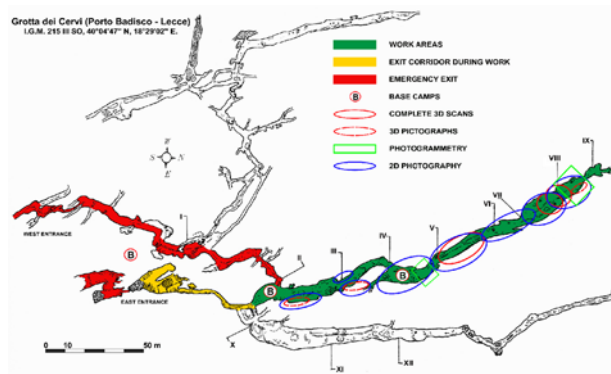 Grotta dei Cervi (Porto Badisco - Lecce)
I.G.M. 215 III SO, 40°04'47" N, 18°29'02" E.
WORK AREAS
EXIT CORRIDOR DURING WORK
EMERGENCY EXIT
B BASE CAMPS
COMPLETE 3D SCANS
3D PICTOGRAPHS
PHOTOGRAMMETRY
2D PHOTOGRAPHY
W
S N
E
IX
VIII
VII
VI
V
IV
III
II
I
WEST ENTRANCE
B
B
B
EAST ENTRANCE
X
XI
XII
0 10 50 m